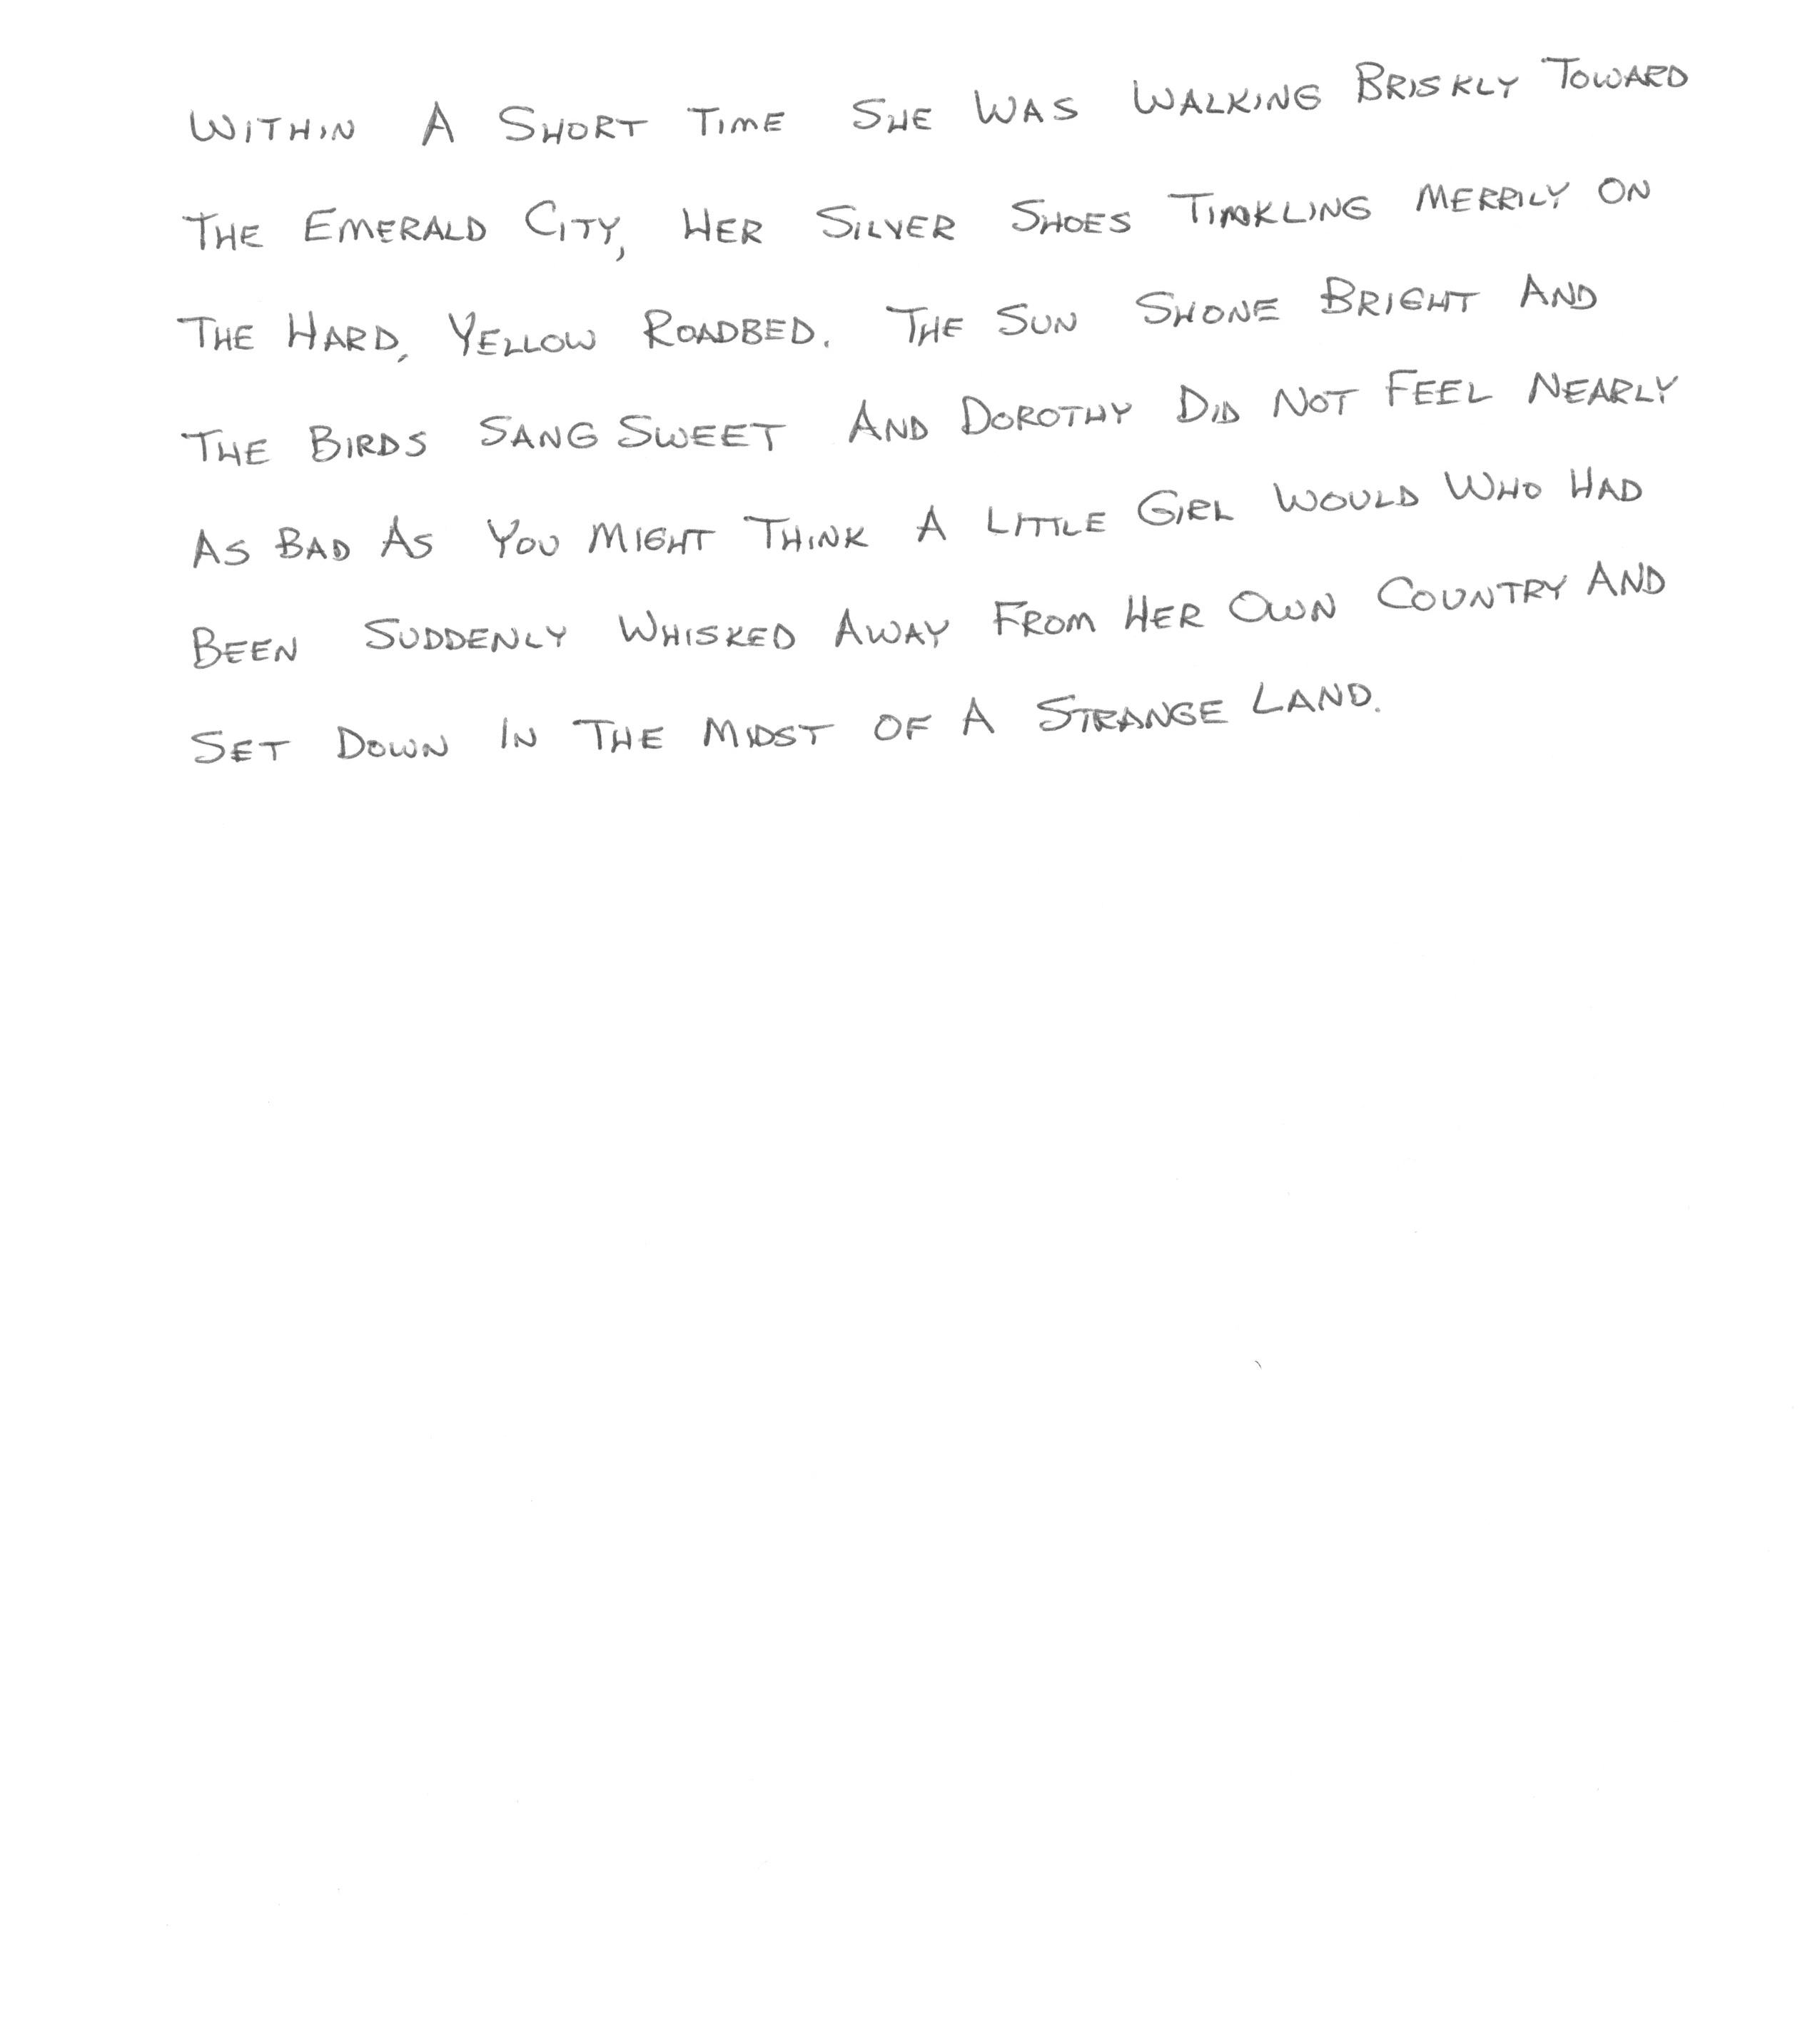 WITHIN A SHORT TIME SHE WAS WALKING BRISKLY TOWARD
THE EMERALD CITY, HER SILVER SHOES TINKLING MERRILY ON
THE HARD, YELLOW ROADBED. THE SUN SHONE BRIGHT AND
THE BIRDS SANG SWEET AND DOROTHY DID NOT FEEL NEARLY
AS BAD AS YOU MIGHT THINK A LITTLE GIRL WOULD WHO HAD
BEEN SUDDENLY WHISKED AWAY FROM HER OWN COUNTRY AND
SET DOWN IN THE MIDST OF A STRANGE LAND.